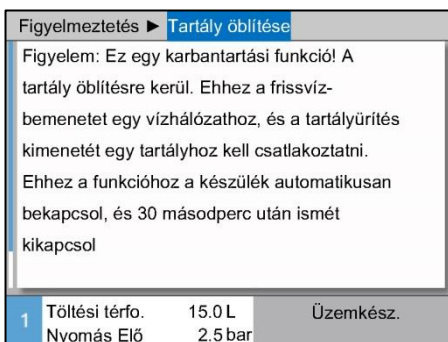 Figyelmeztetés ► Tartály öblítése
Figyelem: Ez egy karbantartási funkció! A
tartály öblítésre kerül. Ehhez a frissvíz-
bemenetet egy vízhálózathoz, és a tartályürítés
kimenetét egy tartályhoz kell csatlakoztatni.
Ehhez a funkcióhoz a készülék automatikusan
bekapcsol, és 30 másodperc után ismét
kikapcsol
1 Töltési térfo. 15.0 L Üzemkész.
Nyomás Elő 2.5 bar